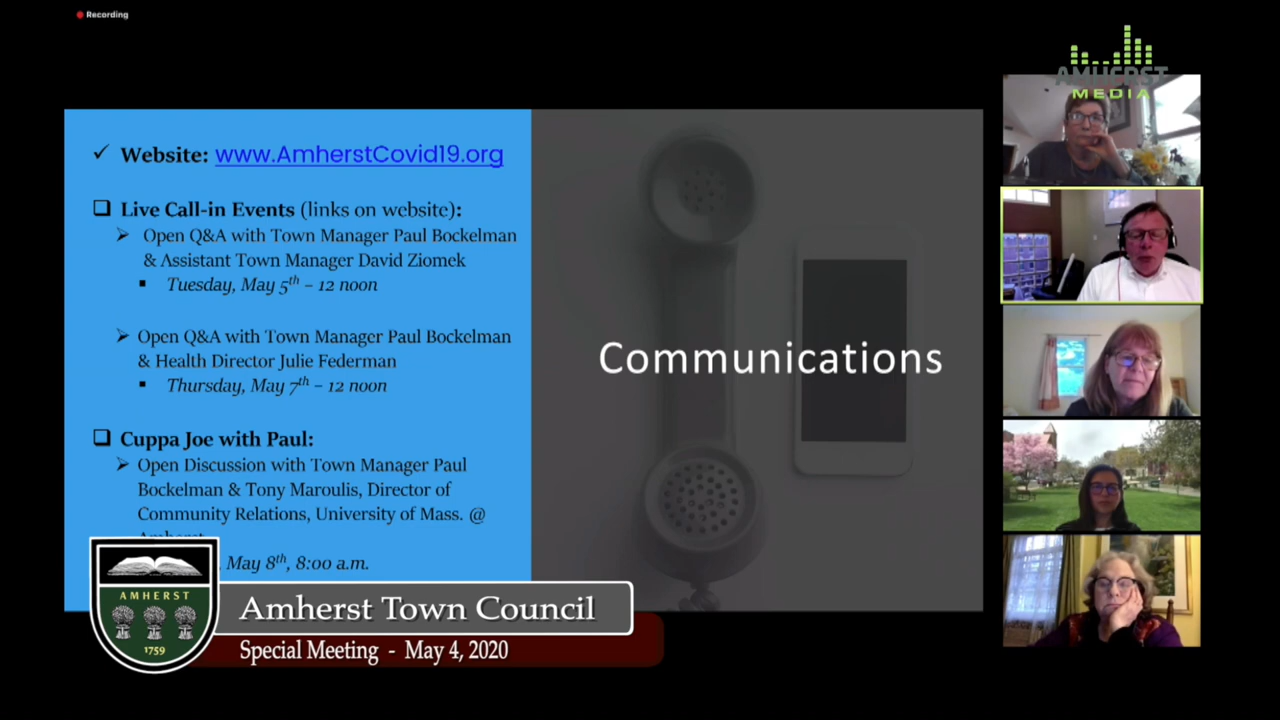 Recording
AMHERST
MEDIA
✓ Website: www.AmherstCovid19.org
❑ Live Call-in Events (links on website):
➢ Open Q&A with Town Manager Paul Bockelman
& Assistant Town Manager David Ziomek
▪ Tuesday, May 5th – 12 noon
➢ Open Q&A with Town Manager Paul Bockelman
& Health Director Julie Federman
▪ Thursday, May 7th – 12 noon
❑ Cuppa Joe with Paul:
➢ Open Discussion with Town Manager Paul
Bockelman & Tony Maroulis, Director of
Community Relations, University of Mass. @
Amherst
May 8th, 8:00 a.m.
Communications
AMHERST
1759
Amherst Town Council
Special Meeting - May 4, 2020